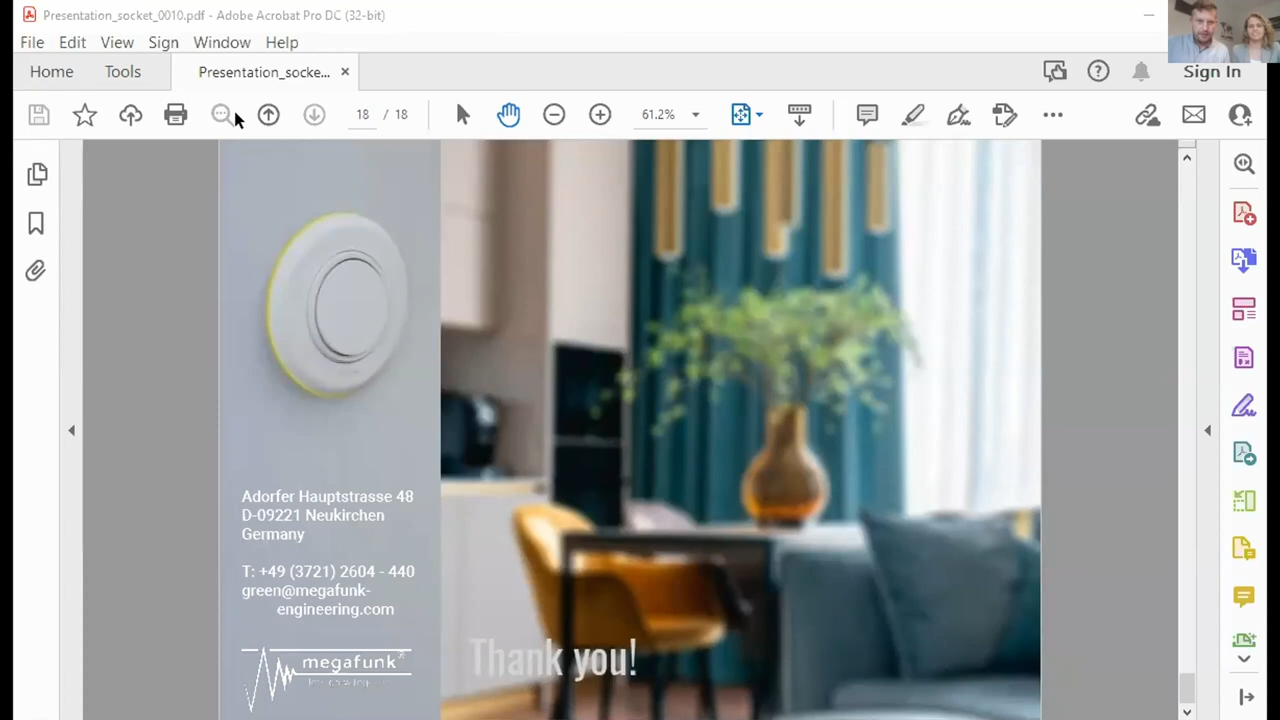 Presentation_socket_0010.pdf - Adobe Acrobat Pro DC (32-bit)
File Edit View Sign Window Help
Home Tools Presentation_socke... × Sign In
18 / 18 61.2%
Adorfer Hauptstrasse 48
D-09221 Neukirchen
Germany
T: +49 (3721) 2604 - 440
green@megafunk-
engineering.com
megafunk®
Thank you!